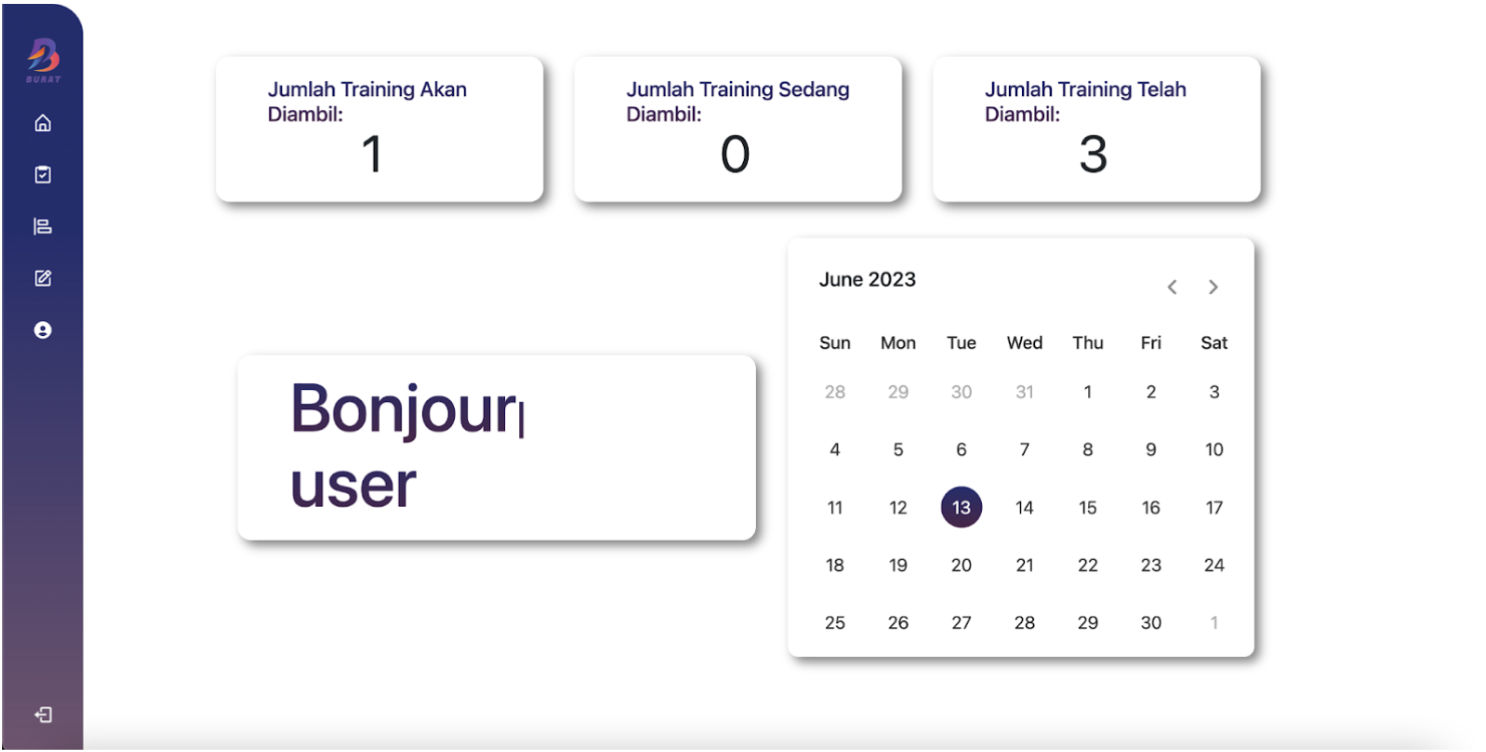 BURAT
Jumlah Training Akan
Diambil:
1
Jumlah Training Sedang
Diambil:
0
Jumlah Training Telah
Diambil:
3
Bonjour|
user
June 2023
Sun Mon Tue Wed Thu Fri Sat
28 29 30 31 1 2 3
4 5 6 7 8 9 10
11 12 13 14 15 16 17
18 19 20 21 22 23 24
25 26 27 28 29 30 1